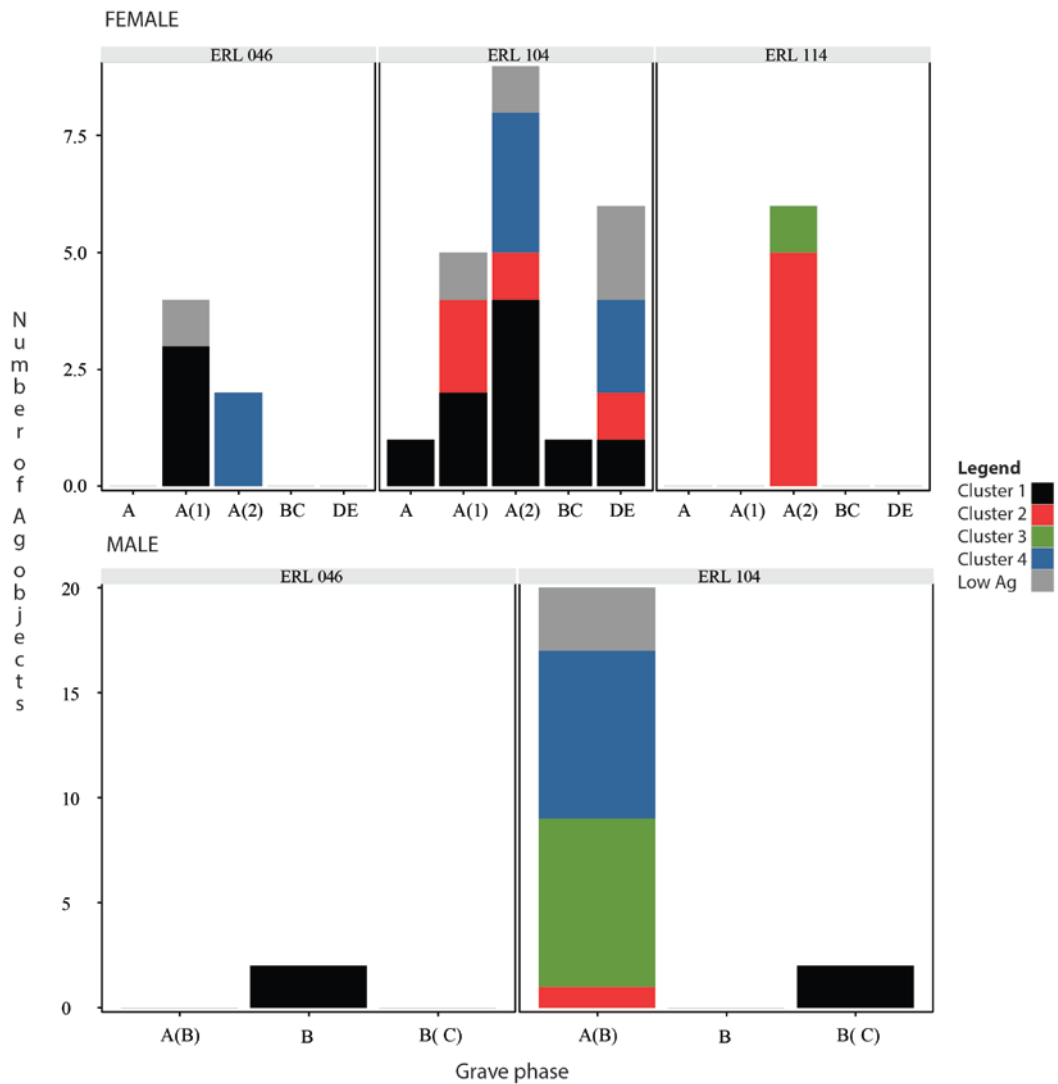 FEMALE
ERL 046 ERL 104 ERL 114
7.5
5.0
2.5
0.0
A A(1) A(2) BC DE A A(1) A(2) BC DE A A(1) A(2) BC DE
Number of Ag objects
Legend
Cluster 1
Cluster 2
Cluster 3
Cluster 4
Low Ag
MALE
ERL 046 ERL 104
20
15
10
5
0
A(B) B B( C) A(B) B B( C)
Grave phase